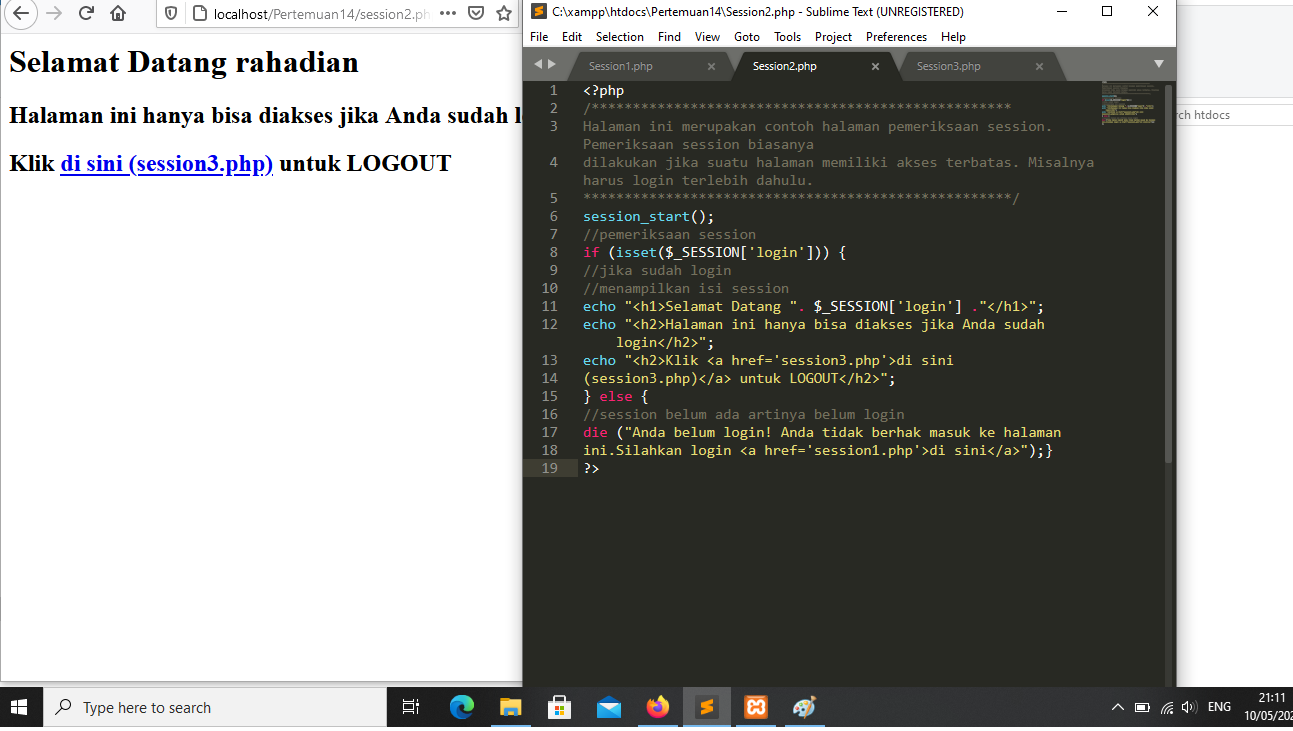 localhost/Pertemuan14/session2.ph
Selamat Datang rahadian
Halaman ini hanya bisa diakses jika Anda sudah l
Klik di sini (session3.php) untuk LOGOUT
C:\xampp\htdocs\Pertemuan14\Session2.php - Sublime Text (UNREGISTERED)
File Edit Selection Find View Goto Tools Project Preferences Help
Session1.php × Session2.php × Session3.php ×
1 <?php
2 /***************************************************
3 Halaman ini merupakan contoh halaman pemeriksaan session.
Pemeriksaan session biasanya
4 dilakukan jika suatu halaman memiliki akses terbatas. Misalnya
harus login terlebih dahulu.
5 ****************************************************/
6 session_start();
7 //pemeriksaan session
8 if (isset($_SESSION['login'])) {
9 //jika sudah login
10 //menampilkan isi session
11 echo "<h1>Selamat Datang ". $_SESSION['login'] ."</h1>";
12 echo "<h2>Halaman ini hanya bisa diakses jika Anda sudah
login</h2>";
13 echo "<h2>Klik <a href='session3.php'>di sini
14 (session3.php)</a> untuk LOGOUT</h2>";
15 } else {
16 //session belum ada artinya belum login
17 die ("Anda belum login! Anda tidak berhak masuk ke halaman
18 ini.Silahkan login <a href='session1.php'>di sini</a>");}
19 ?>
rch htdocs
Type here to search
ENG
21:11
10/05/202